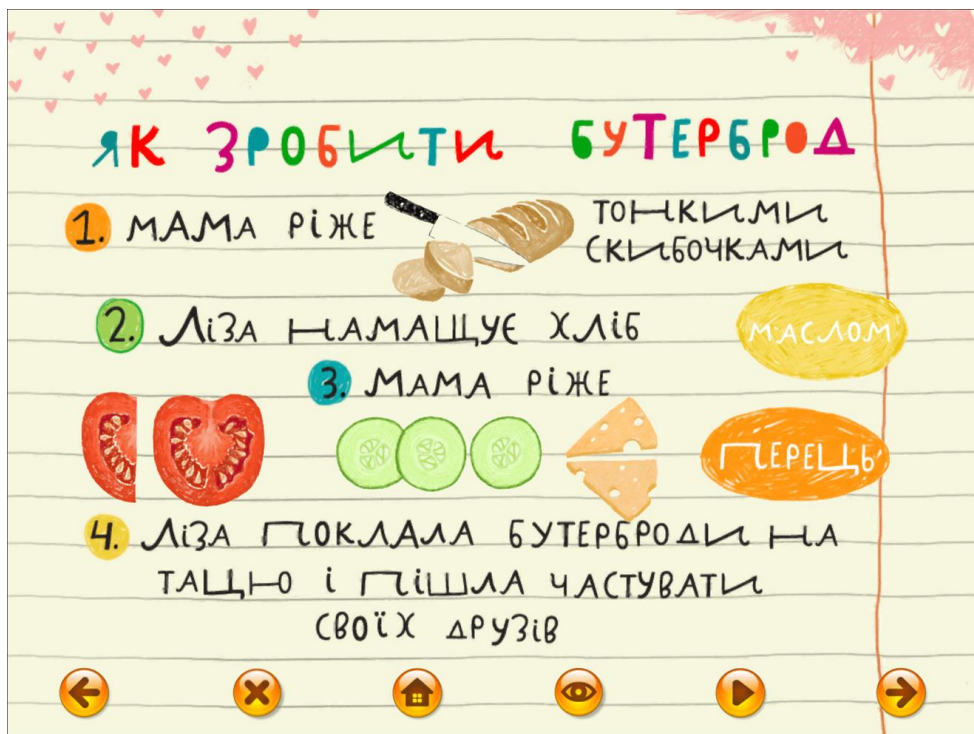 ЯК ЗРОБИТИ БУТЕРБРОД
1. МАМА РІЖЕ
ТОНКИМИ
СКИБОЧКАМИ
2. ЛІЗА НАМАЩУЄ ХЛІБ
МАСЛОМ
3. МАМА РІЖЕ
ПЕРЕЦЬ
4. ЛІЗА ПОКЛАЛА БУТЕРБРОДИ НА
ТАЦЮ І ПІШЛА ЧАСТУВАТИ
СВОЇХ ДРУЗІВ